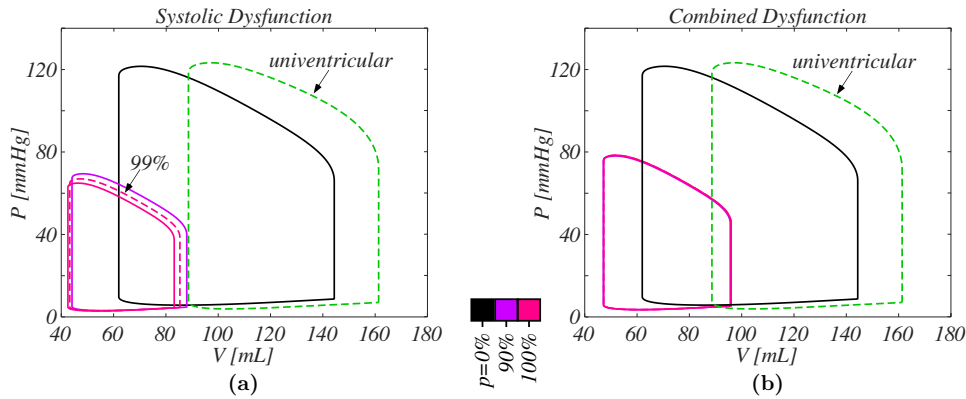 Systolic Dysfunction
Combined Dysfunction
univentricular
univentricular
99%
P [mmHg]
0
40
80
120
40
60
80
100
120
140
160
180
V [mL]
(a)
p=0%
90%
100%
P [mmHg]
0
40
80
120
40
60
80
100
120
140
160
180
V [mL]
(b)